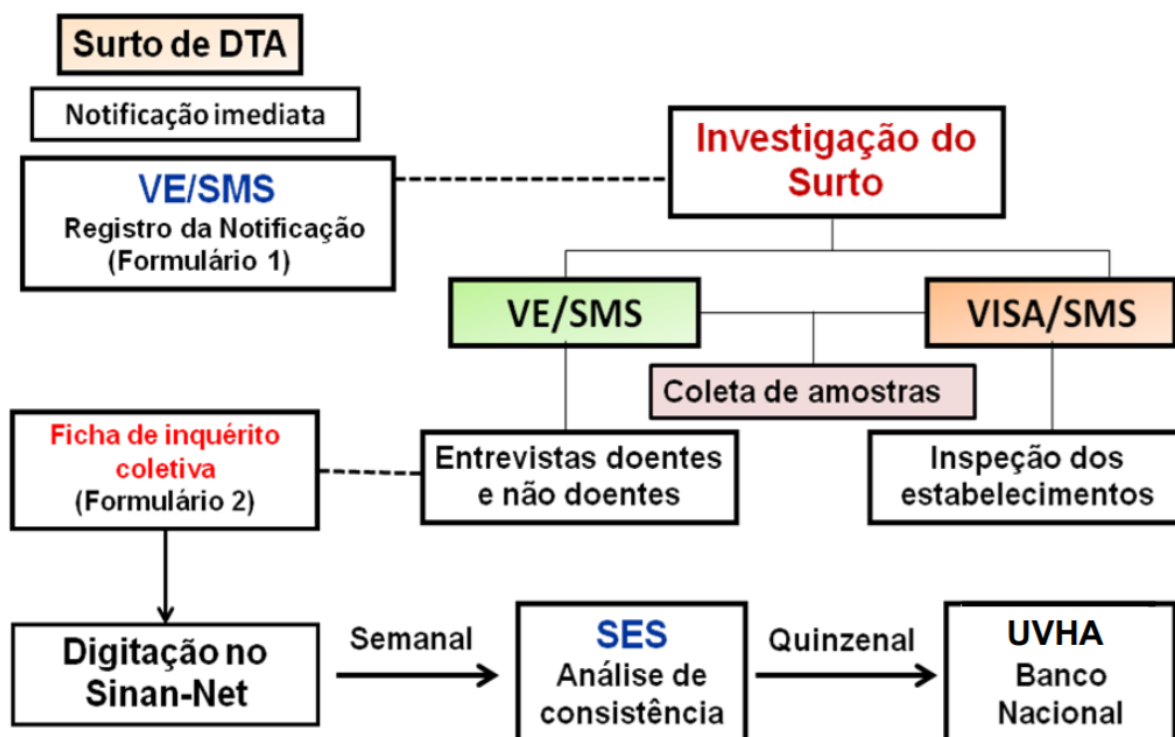 Surto de DTA
Notificação imediata
VE/SMS
Registro da Notificação
(Formulário 1)
Investigação do
Surto
VE/SMS
VISA/SMS
Coleta de amostras
Ficha de inquérito
coletiva
(Formulário 2)
Entrevistas doentes
e não doentes
Inspeção dos
estabelecimentos
Digitação no
Sinan-Net
Semanal
SES
Análise de
consistência
Quinzenal
UVHA
Banco
Nacional